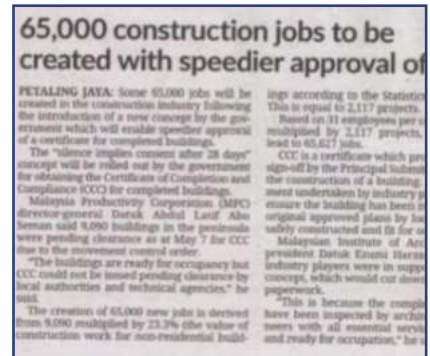 65,000 construction jobs to be
created with speedier approval of
PETALING JAYA: Some 65,000 jobs will be
created in the construction industry following
the introduction of a new concept by the gov-
ernment which will enable speedier approval
of a certificate for completed buildings.
The "silence implies consent after 28 days"
concept will be rolled out by the government
for obtaining the Certificate of Completion and
Compliance (CCC) for completed buildings.
Malaysia Productivity Corporation (MPC)
director-general Datuk Abdul Latif Abu
Seman said 9,090 buildings in the peninsula
were pending clearance as at May 7 for CCC
due to the movement control order.
"The buildings are ready for occupancy but
CCC could not be issued pending clearance by
local authorities and technical agencies," he
said.
The creation of 65,000 new jobs is derived
from 9,090 multiplied by 23.3% (the value of
construction work for non-residential build-
ings according to the Statistics
This is equal to 2,117 projects.
Based on 31 employees per
multiplied by 2,117 projects,
lead to 65,627 jobs.
CCC is a certificate which
sign-off by the Principal Submi
the construction of a building.
ment undertaken by industry
ensure the building has been
original approved plans by
safely constructed and fit for
Malaysian Institute of Arc
president Datuk Ezumi
industry players were in supp
concept, which would cut down
paperwork.
"This is because the comple
have been inspected by archi
neers with all essential servi
and ready for occupation," he